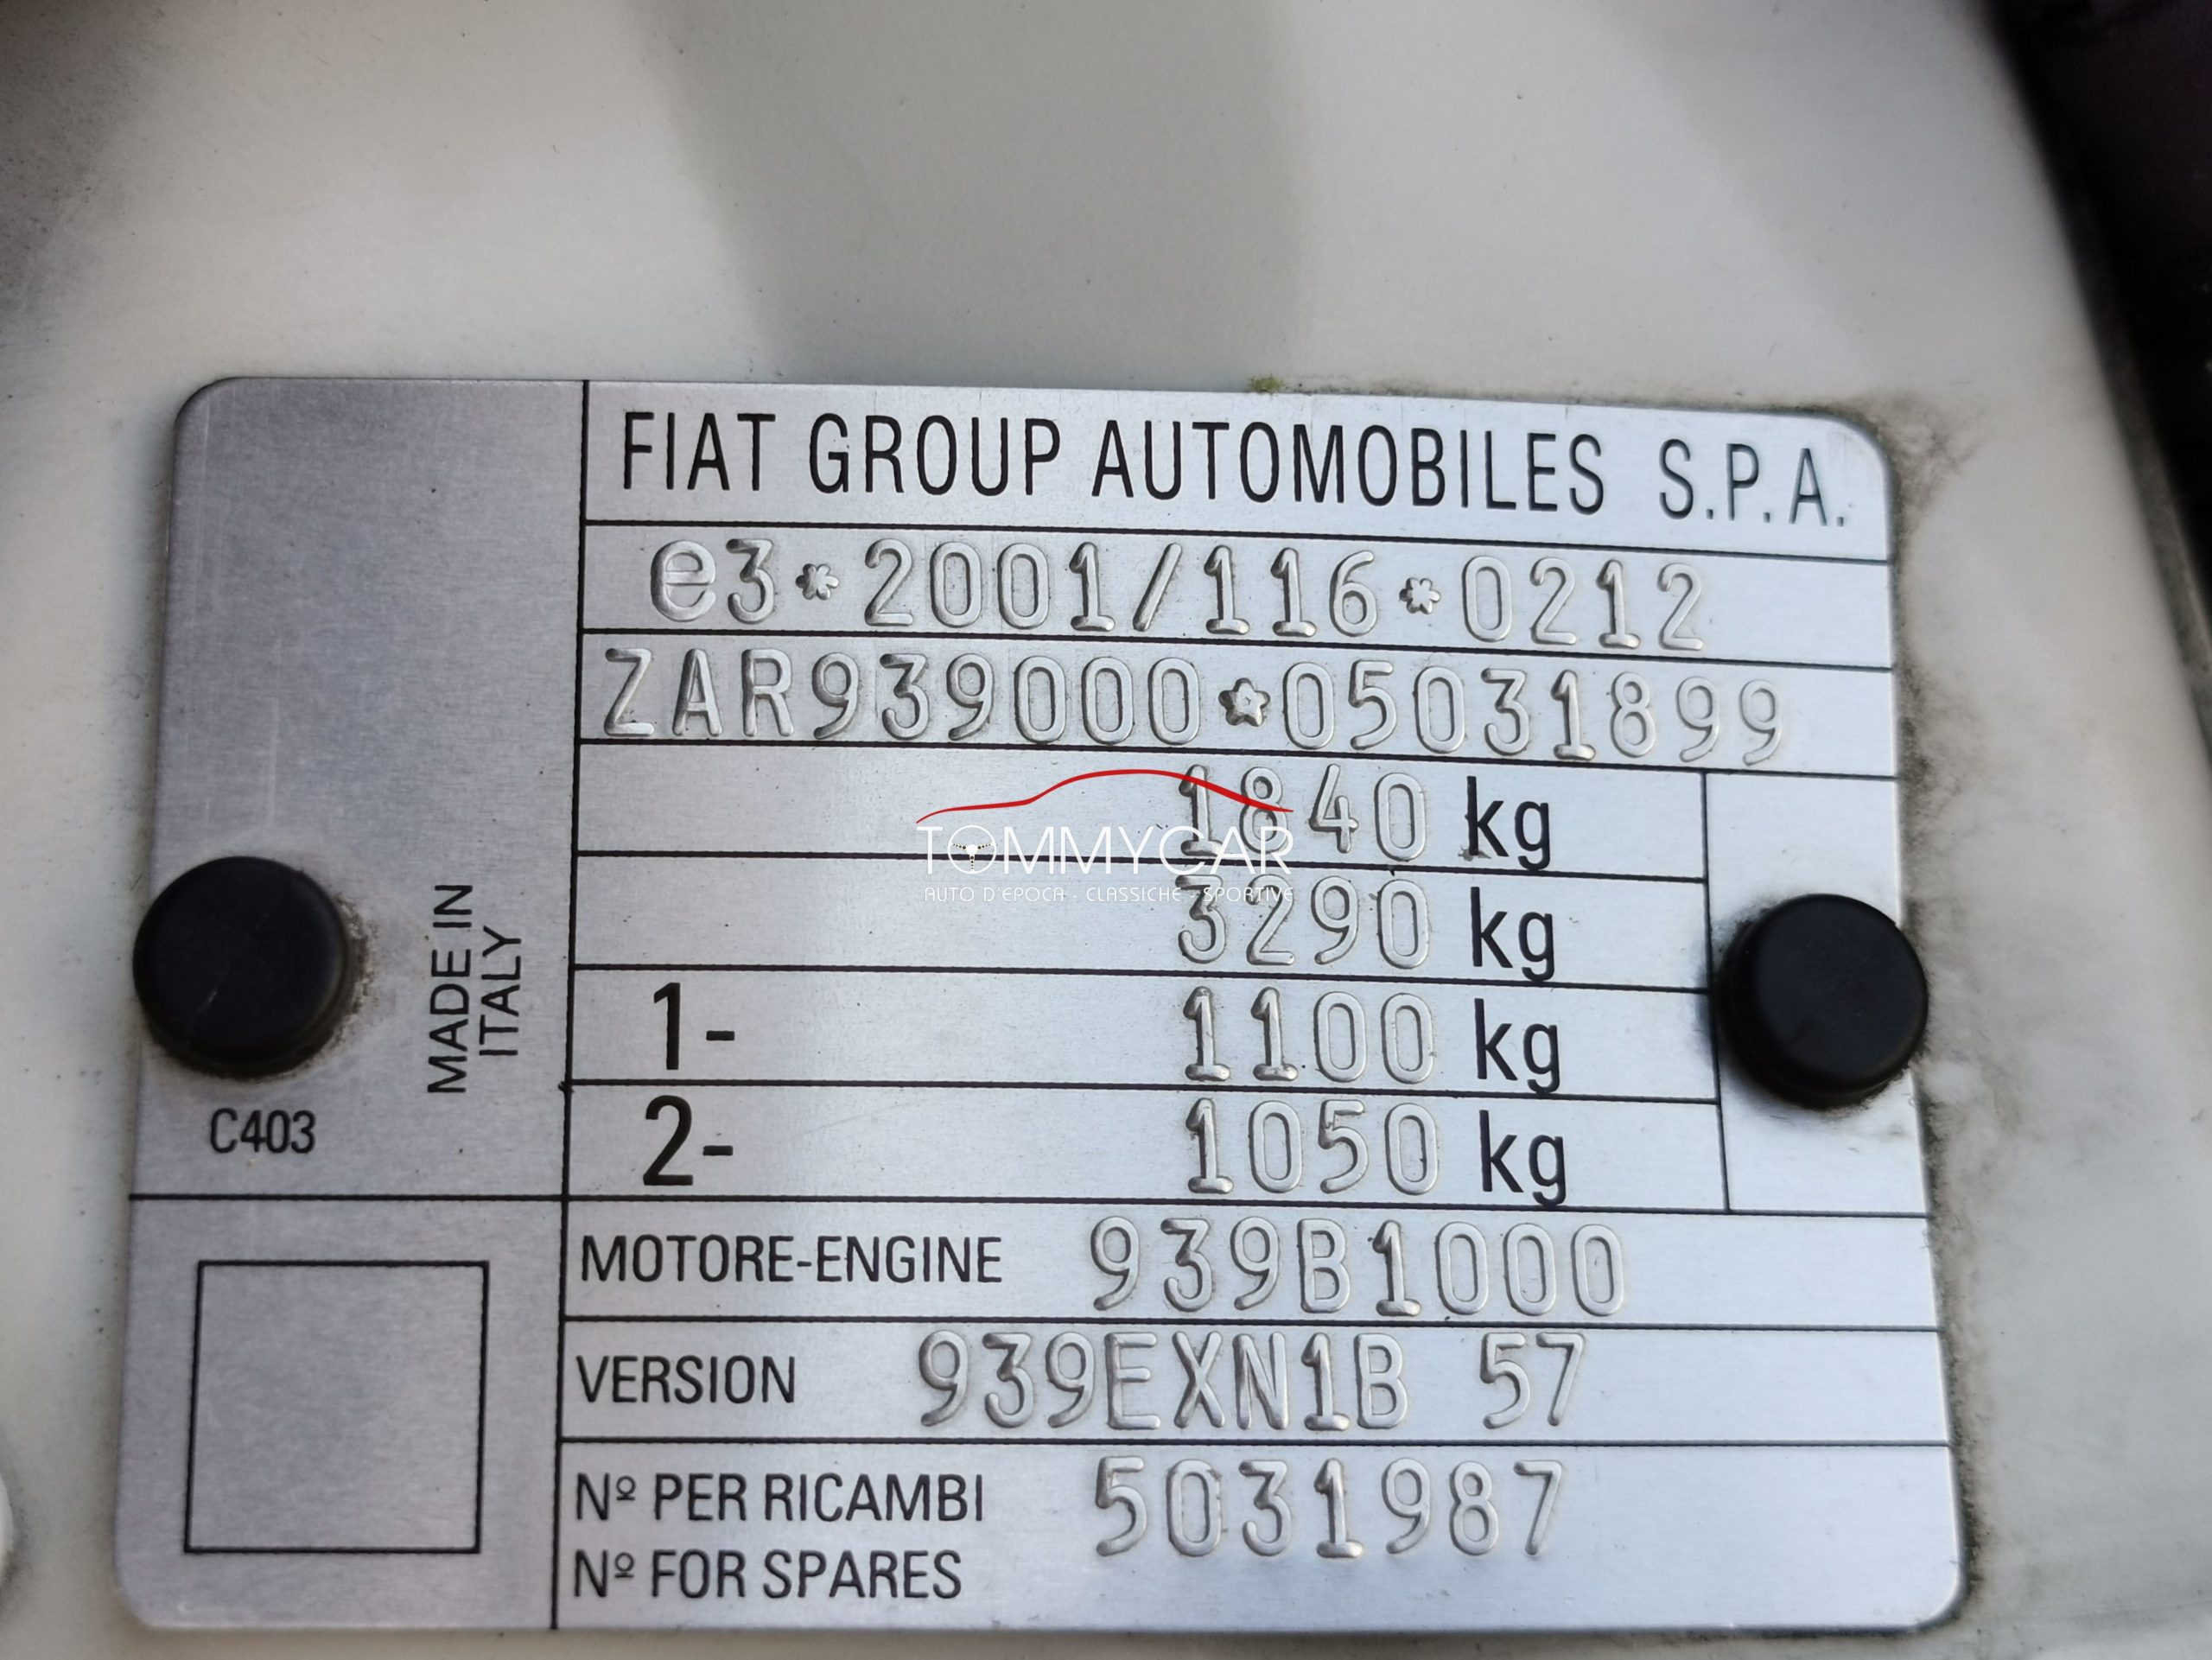 FIAT GROUP AUTOMOBILES S.P.A.
e3*2001/116*0212
ZAR939000*05031899
1840 kg
TOMMYCAR
AUTO D'EPOCA - CLASSICHE - SPORTIVE
3290 kg
1- 1100 kg
2- 1050 kg
MADE IN
ITALY
C403
MOTORE-ENGINE 939B1000
VERSION 939EXN1B 57
Nº PER RICAMBI 5031987
Nº FOR SPARES